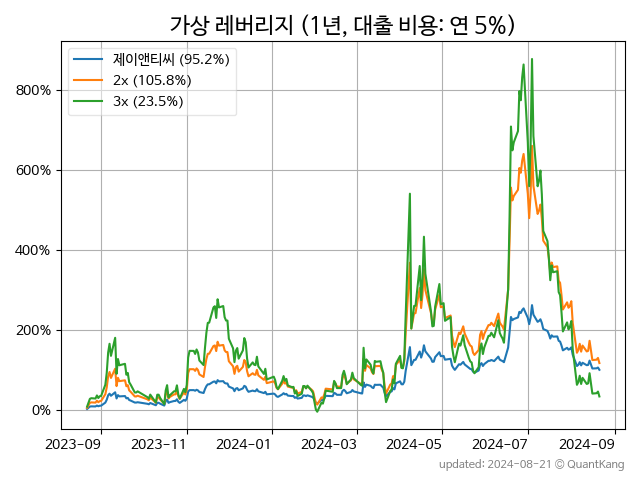 가상 레버리지 (1년, 대출 비용: 연 5%)
제이앤티씨 (95.2%)
2x (105.8%)
3x (23.5%)
800%
600%
400%
200%
0%
2023-09 2023-11 2024-01 2024-03 2024-05 2024-07 2024-09
updated: 2024-08-21 © QuantKang